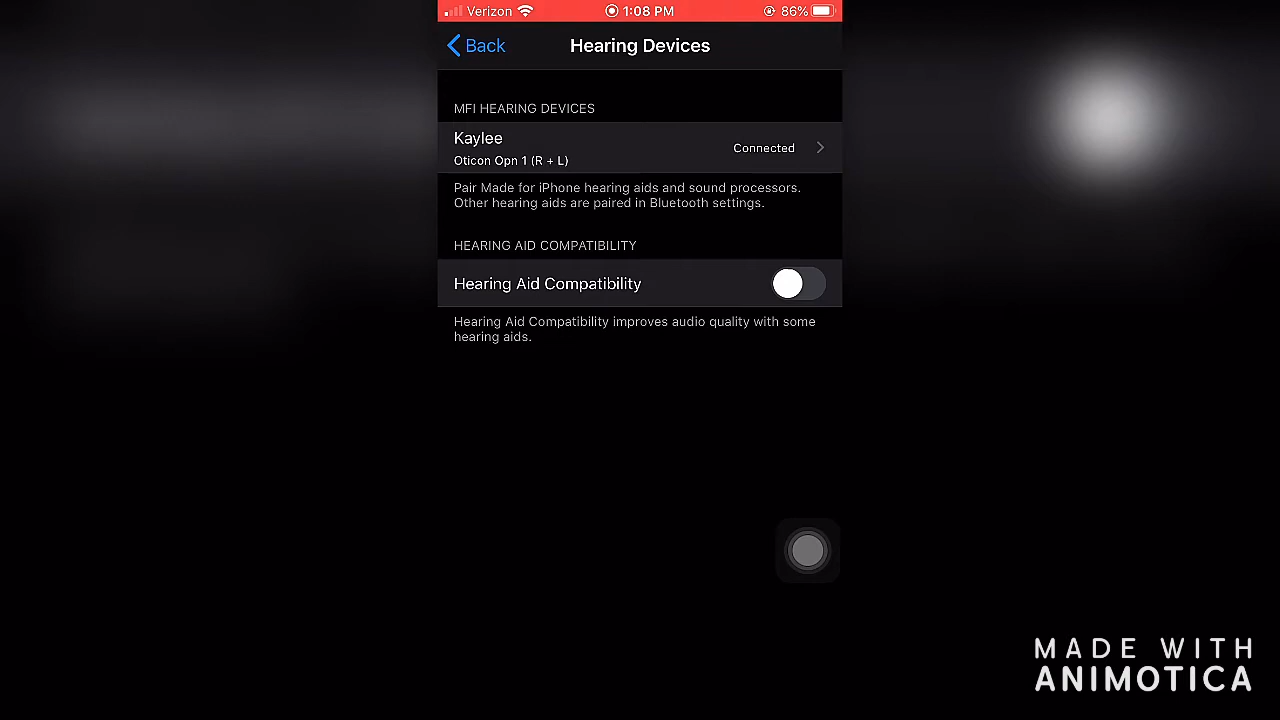 Verizon 1:08 PM 86%
Back Hearing Devices
MFI HEARING DEVICES
Kaylee
Connected
Oticon Opn 1 (R + L)
Pair Made for iPhone hearing aids and sound processors.
Other hearing aids are paired in Bluetooth settings.
HEARING AID COMPATIBILITY
Hearing Aid Compatibility
Hearing Aid Compatibility improves audio quality with some
hearing aids.
MADE WITH
ANIMOTICA